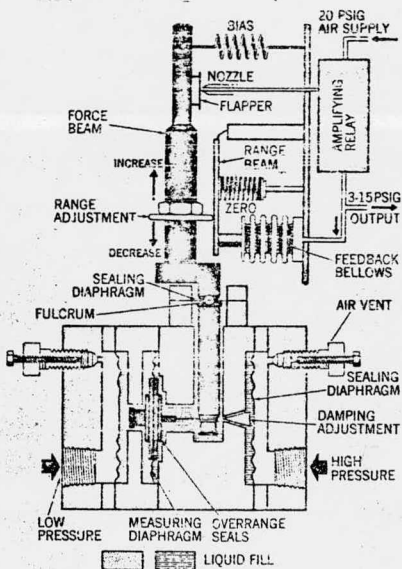 BIAS
20 PSIG
AIR SUPPLY
NOZZLE
FLAPPER
FORCE
BEAM
AMPLIFYING
RELAY
INCREASE
RANGE
BEAM
RANGE
ADJUSTMENT
ZERO
3-15PSIG
OUTPUT
DECREASE
FEEDBACK
BELLOWS
SEALING
DIAPHRAGM
FULCRUM
AIR VENT
SEALING
DIAPHRAGM
DAMPING
ADJUSTMENT
HIGH
PRESSURE
LOW
PRESSURE
MEASURING
DIAPHRAGM
OVERRANGE
SEALS
LIQUID FILL